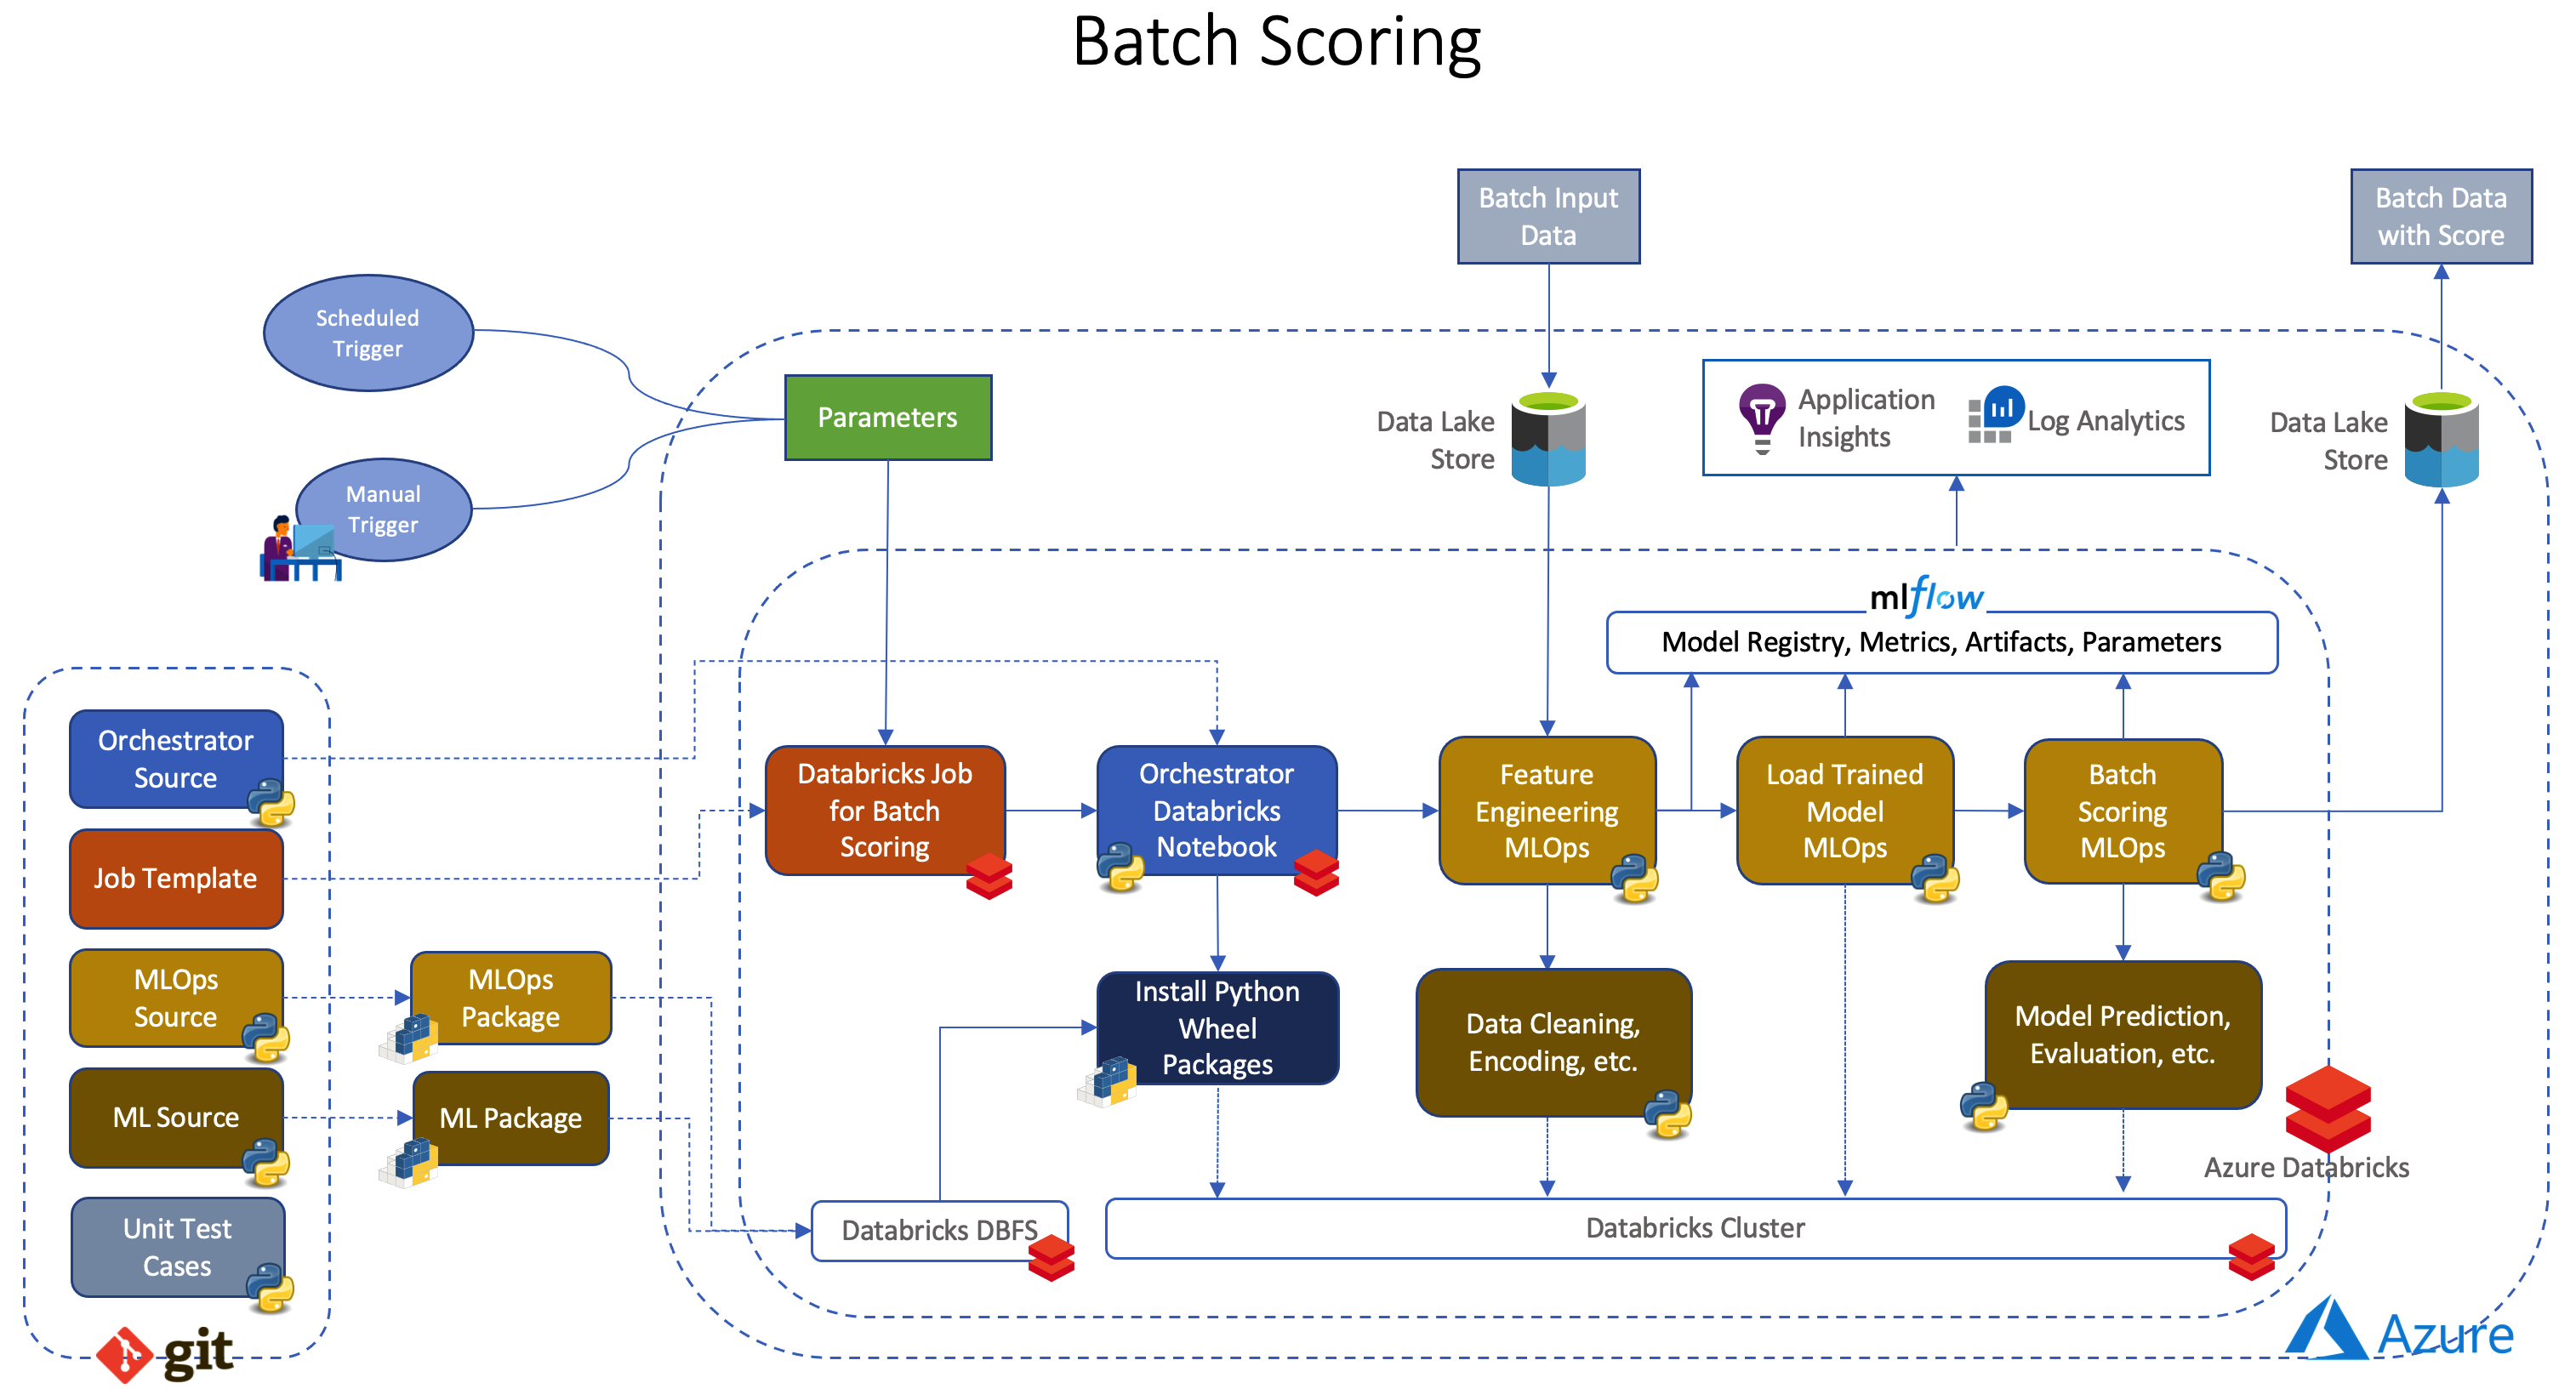 Batch Scoring
Batch Input
Data
Batch Data
with Score
Scheduled
Trigger
Parameters
Manual
Trigger
Data Lake
Store
Application
Insights
Log Analytics
Data Lake
Store
mlflow
Model Registry, Metrics, Artifacts, Parameters
Orchestrator
Source
Job Template
MLOps
Source
ML Source
Unit Test
Cases
git
MLOps
Package
ML Package
Databricks Job
for Batch
Scoring
Orchestrator
Databricks
Notebook
Feature
Engineering
MLOps
Load Trained
Model
MLOps
Batch
Scoring
MLOps
Install Python
Wheel
Packages
Data Cleaning,
Encoding, etc.
Model Prediction,
Evaluation, etc.
Azure Databricks
Databricks DBFS
Databricks Cluster
Azure